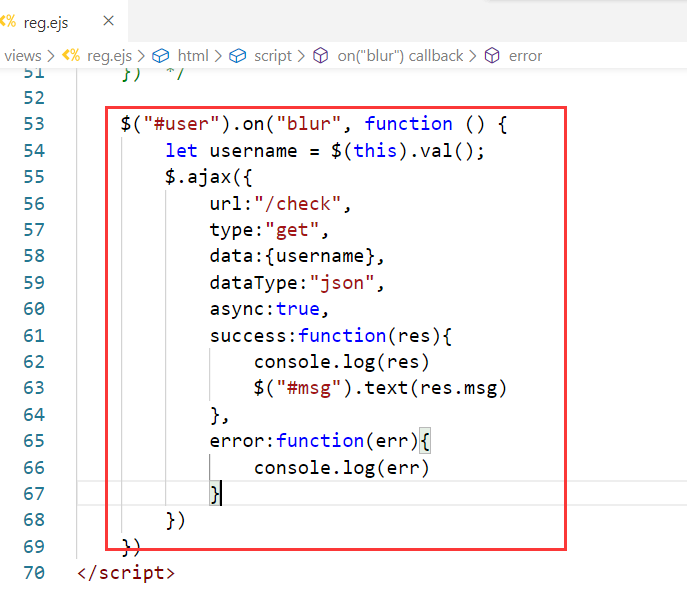 <% reg.ejs ×
views > <% reg.ejs > html > script > on("blur") callback > error
51 }) */
52
53 $("#user").on("blur", function () {
54 let username = $(this).val();
55 $.ajax({
56 url:"/check",
57 type:"get",
58 data:{username},
59 dataType:"json",
60 async:true,
61 success:function(res){
62 console.log(res)
63 $("#msg").text(res.msg)
64 },
65 error:function(err){
66 console.log(err)
67 }
68 })
69 })
70 </script>